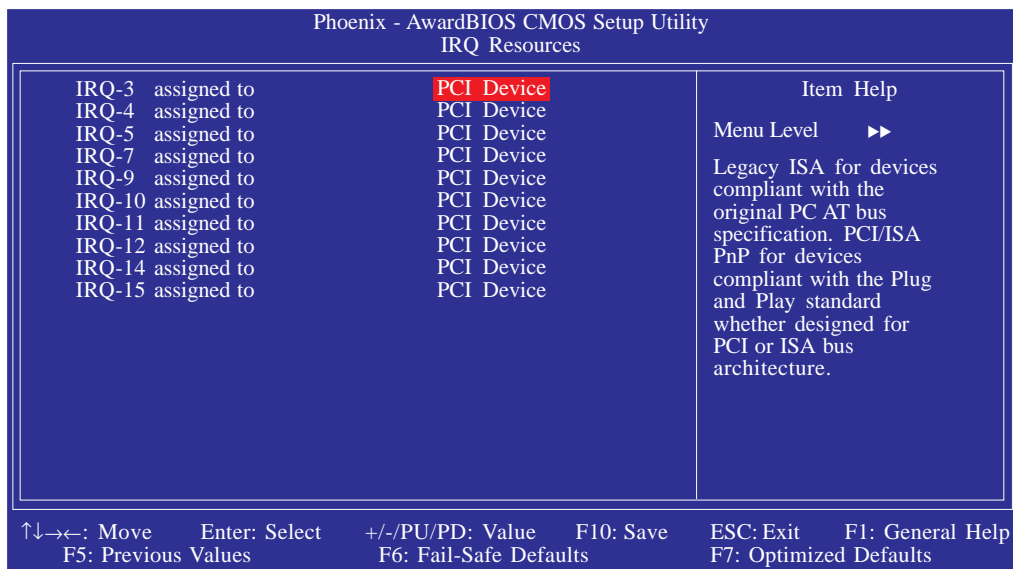 Phoenix - AwardBIOS CMOS Setup Utility
IRQ Resources
IRQ-3 assigned to PCI Device
IRQ-4 assigned to PCI Device
IRQ-5 assigned to PCI Device
IRQ-7 assigned to PCI Device
IRQ-9 assigned to PCI Device
IRQ-10 assigned to PCI Device
IRQ-11 assigned to PCI Device
IRQ-12 assigned to PCI Device
IRQ-14 assigned to PCI Device
IRQ-15 assigned to PCI Device
Item Help
Menu Level ▶▶
Legacy ISA for devices
compliant with the
original PC AT bus
specification. PCI/ISA
PnP for devices
compliant with the Plug
and Play standard
whether designed for
PCI or ISA bus
architecture.
↑↓→←: Move Enter: Select +/-/PU/PD: Value F10: Save ESC: Exit F1: General Help
F5: Previous Values F6: Fail-Safe Defaults F7: Optimized Defaults